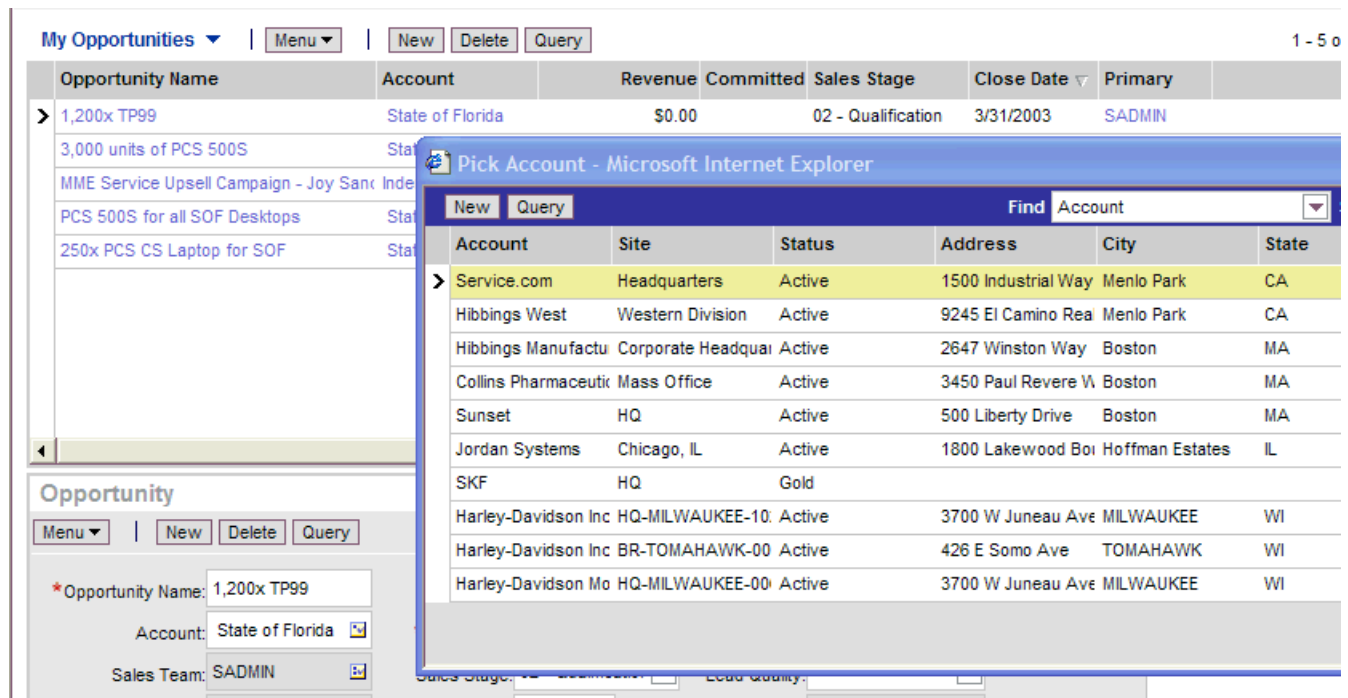 My Opportunities Menu New Delete Query 1 - 5 o
Opportunity Name Account Revenue Committed Sales Stage Close Date Primary
1,200x TP99 State of Florida $0.00 02 - Qualification 3/31/2003 SADMIN
3,000 units of PCS 500S Stat
MME Service Upsell Campaign - Joy Sanc Inde
PCS 500S for all SOF Desktops Stat
250x PCS CS Laptop for SOF Stat
Pick Account - Microsoft Internet Explorer
New Query Find Account
Account Site Status Address City State
Service.com Headquarters Active 1500 Industrial Way Menlo Park CA
Hibbings West Western Division Active 9245 El Camino Rea Menlo Park CA
Hibbings Manufactu Corporate Headquar Active 2647 Winston Way Boston MA
Collins Pharmaceutic Mass Office Active 3450 Paul Revere W Boston MA
Sunset HQ Active 500 Liberty Drive Boston MA
Jordan Systems Chicago, IL Active 1800 Lakewood Bou Hoffman Estates IL
SKF HQ Gold
Harley-Davidson Inc HQ-MILWAUKEE-10 Active 3700 W Juneau Ave MILWAUKEE WI
Harley-Davidson Inc BR-TOMAHAWK-00 Active 426 E Somo Ave TOMAHAWK WI
Harley-Davidson Mo HQ-MILWAUKEE-00 Active 3700 W Juneau Ave MILWAUKEE WI
Opportunity
Menu New Delete Query
*Opportunity Name: 1,200x TP99
Account: State of Florida
Sales Team: SADMIN
Sales Stage: Lead Quality: